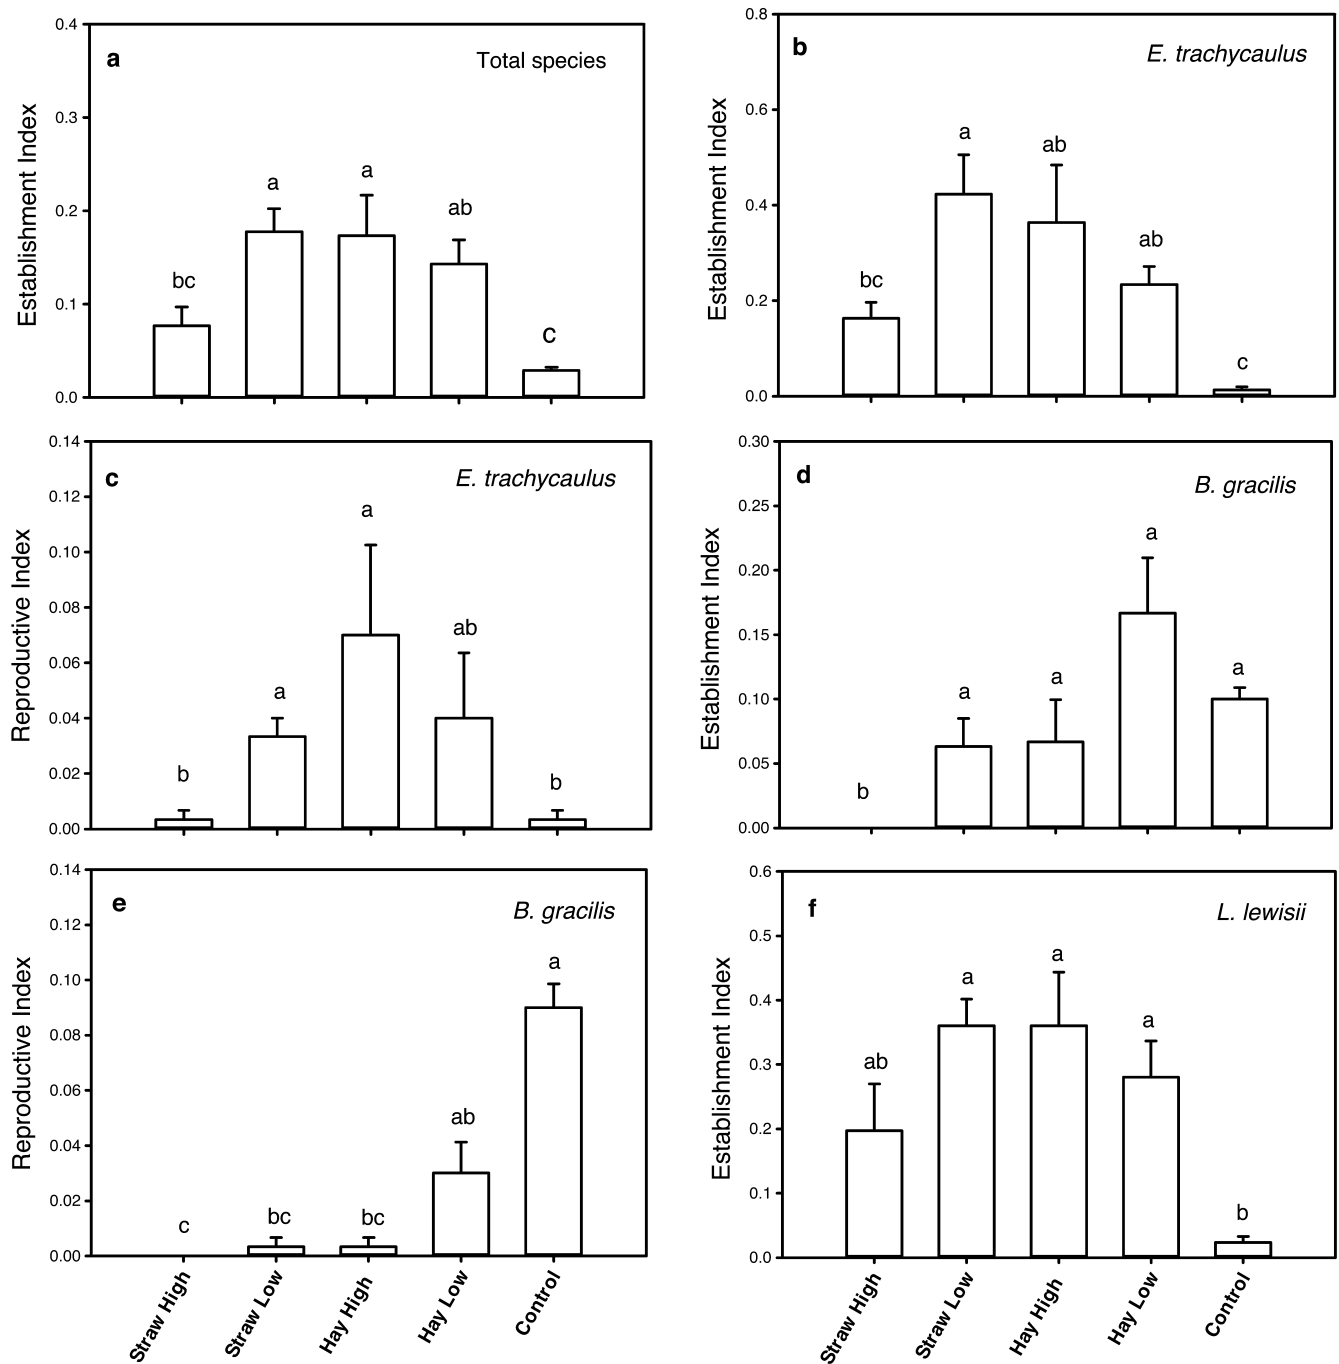 a
Total species
Establishment Index
0.4
0.3
0.2
0.1
0.0
bc
a
a
ab
c
b
E. trachycaulus
Establishment Index
0.8
0.6
0.4
0.2
0.0
bc
a
ab
ab
c
c
E. trachycaulus
Reproductive Index
0.14
0.12
0.10
0.08
0.06
0.04
0.02
0.00
b
a
a
ab
b
d
B. gracilis
Establishment Index
0.30
0.25
0.20
0.15
0.10
0.05
0.00
b
a
a
a
a
e
B. gracilis
Reproductive Index
0.14
0.12
0.10
0.08
0.06
0.04
0.02
0.00
c
bc
bc
ab
a
Straw High
Straw Low
Hay High
Hay Low
Control
f
L. lewisii
Establishment Index
0.6
0.5
0.4
0.3
0.2
0.1
0.0
ab
a
a
a
b
Straw High
Straw Low
Hay High
Hay Low
Control